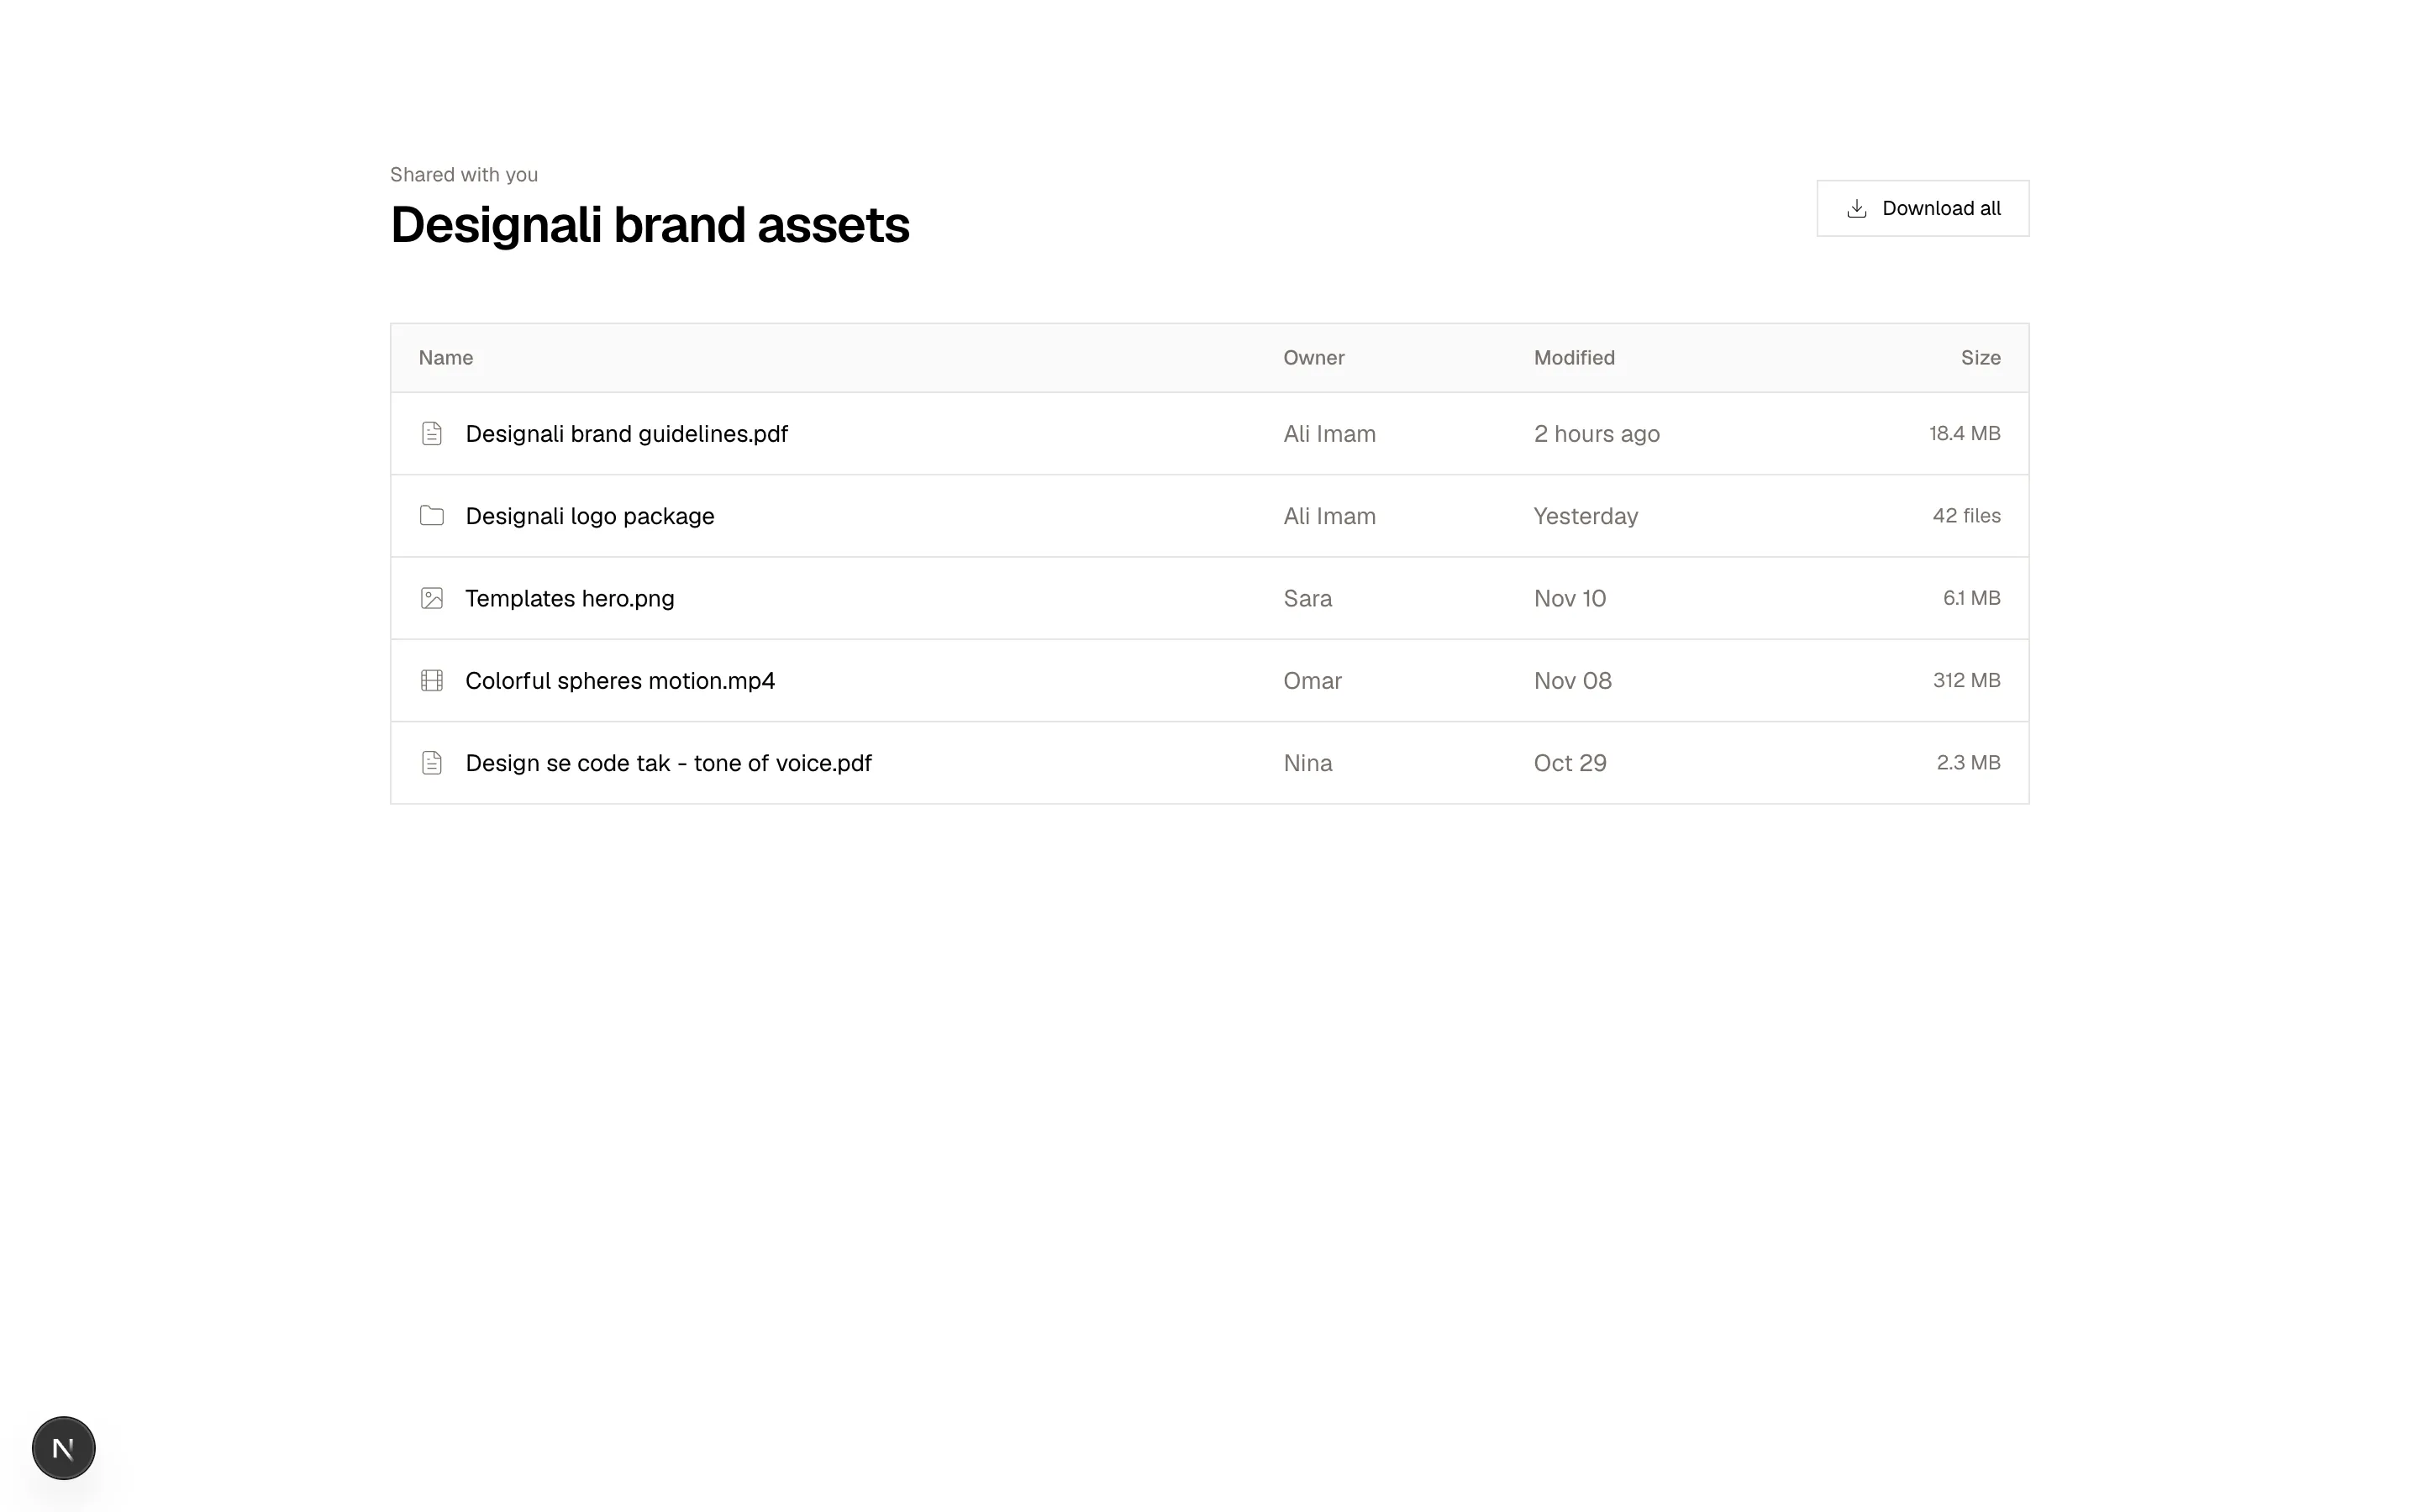 Shared with you
Designali brand assets
Download all
Name Owner Modified Size
Designali brand guidelines.pdf Ali Imam 2 hours ago 18.4 MB
Designali logo package Ali Imam Yesterday 42 files
Templates hero.png Sara Nov 10 6.1 MB
Colorful spheres motion.mp4 Omar Nov 08 312 MB
Design se code tak - tone of voice.pdf Nina Oct 29 2.3 MB
N